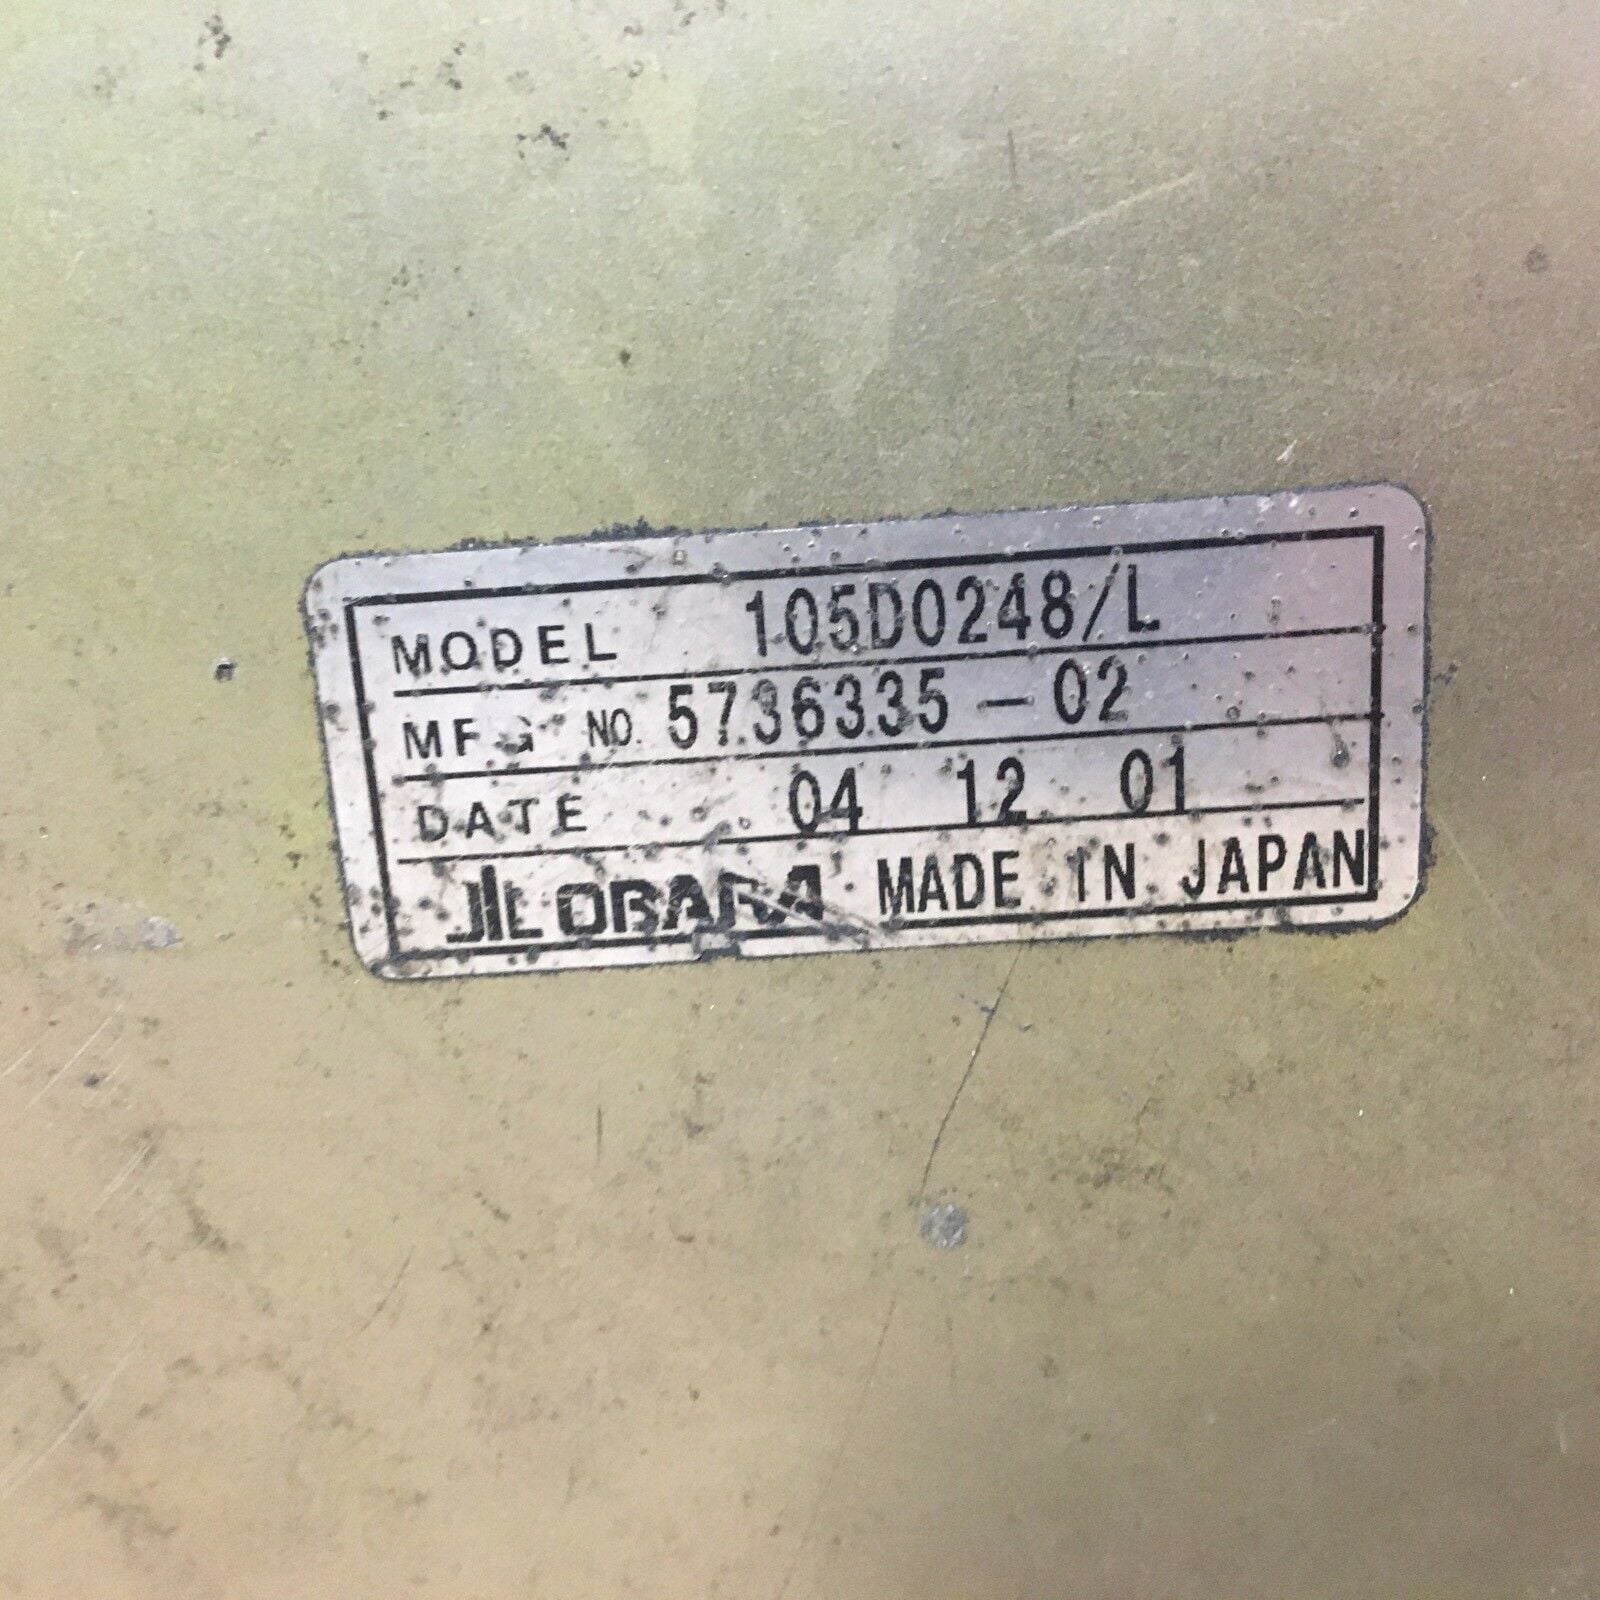 MODEL 105D0248/L
MFG NO. 5736335-02
DATE 04 12 01
OBARA MADE IN JAPAN